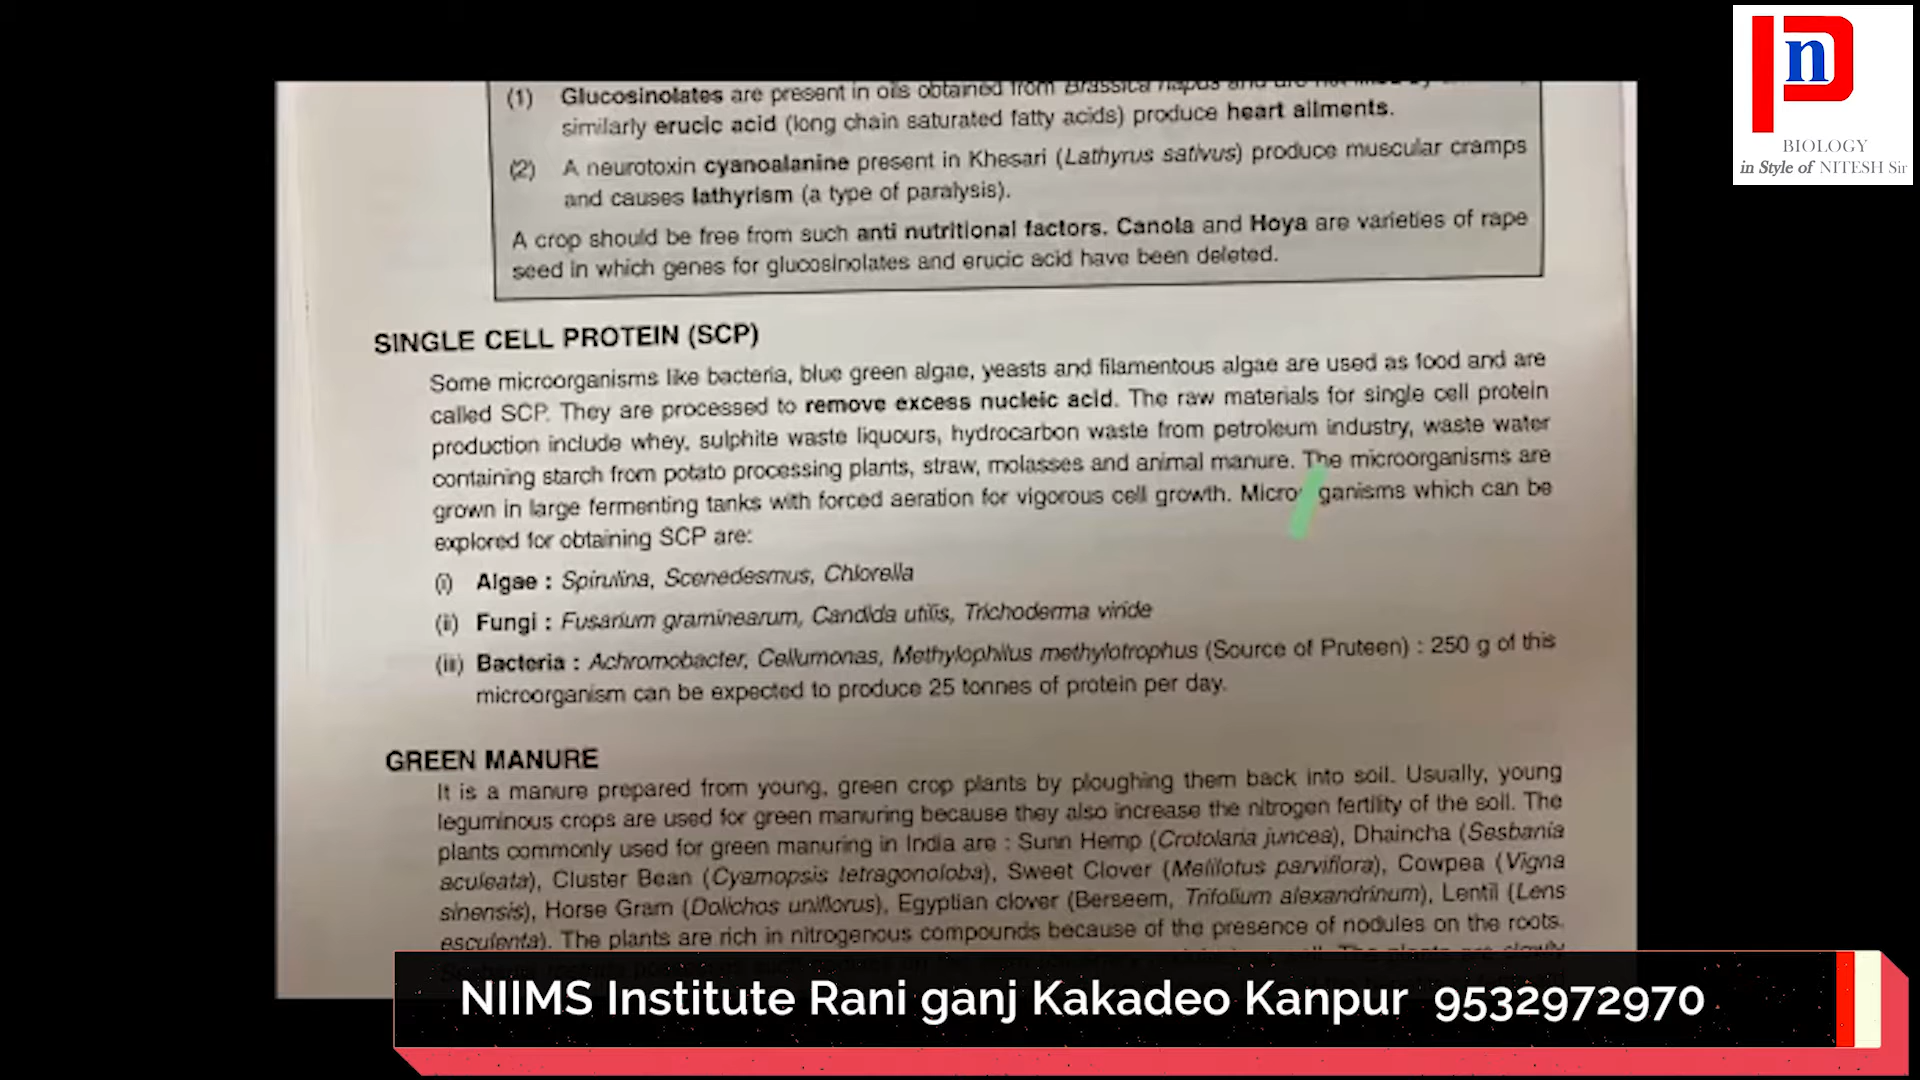 (1) Glucosinolates are present in oils obtained from Brassica napus and are not
similarly erucic acid (long chain saturated fatty acids) produce heart ailments.
(2) A neurotoxin cyanoalanine present in Khesari (Lathyrus sativus) produce muscular cramps
and causes lathyrism (a type of paralysis).
A crop should be free from such anti nutritional factors. Canola and Hoya are varieties of rape
seed in which genes for glucosinolates and erucic acid have been deleted.
SINGLE CELL PROTEIN (SCP)
Some microorganisms like bacteria, blue green algae, yeasts and filamentous algae are used as food and are
called SCP. They are processed to remove excess nucleic acid. The raw materials for single cell protein
production include whey, sulphite waste liquours, hydrocarbon waste from petroleum industry, waste water
containing starch from potato processing plants, straw, molasses and animal manure. The microorganisms are
grown in large fermenting tanks with forced aeration for vigorous cell growth. Microorganisms which can be
explored for obtaining SCP are:
(i) Algae : Spirulina, Scenedesmus, Chlorella
(ii) Fungi : Fusarium graminearum, Candida utilis, Trichoderma viride
(iii) Bacteria : Achromobacter, Cellumonas, Methylophilus methylotrophus (Source of Pruteen) : 250 g of this
microorganism can be expected to produce 25 tonnes of protein per day.
GREEN MANURE
It is a manure prepared from young, green crop plants by ploughing them back into soil. Usually, young
leguminous crops are used for green manuring because they also increase the nitrogen fertility of the soil. The
plants commonly used for green manuring in India are : Sunn Hemp (Crotolaria juncea), Dhaincha (Sesbania
aculeata), Cluster Bean (Cyamopsis tetragonoloba), Sweet Clover (Melilotus parviflora), Cowpea (Vigna
sinensis), Horse Gram (Dolichos uniflorus), Egyptian clover (Berseem, Trifolium alexandrinum), Lentil (Lens
esculenta). The plants are rich in nitrogenous compounds because of the presence of nodules on the roots.
The plants are slowly
NIIMS Institute Rani ganj Kakadeo Kanpur 9532972970
Pn
BIOLOGY
in Style of NITESH Sir